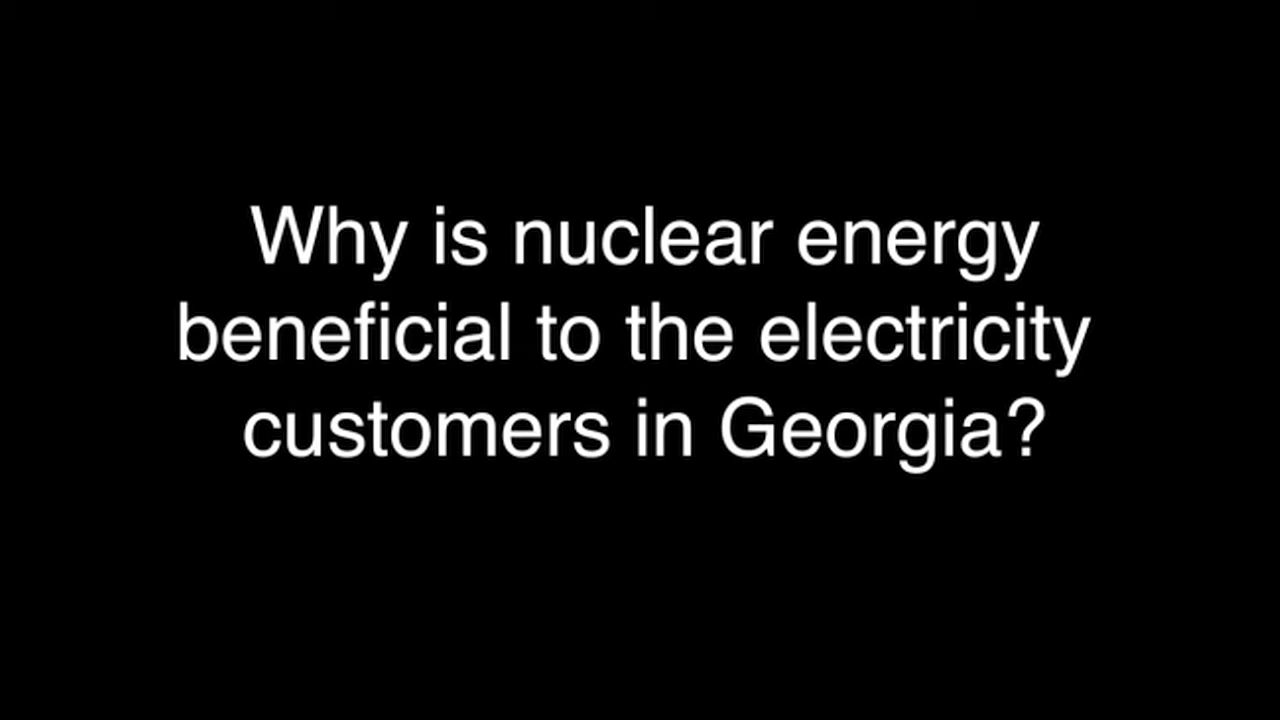 Why is nuclear energy
beneficial to the electricity
customers in Georgia?